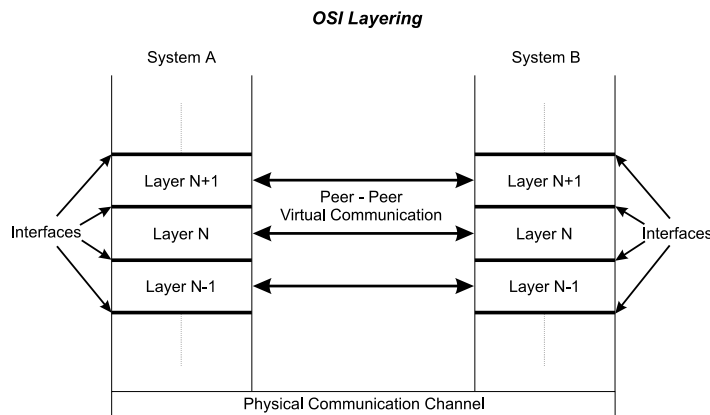 OSI Layering
System A
System B
Layer N+1
Layer N+1
Peer - Peer
Virtual Communication
Interfaces
Layer N
Layer N
Interfaces
Layer N-1
Layer N-1
Physical Communication Channel